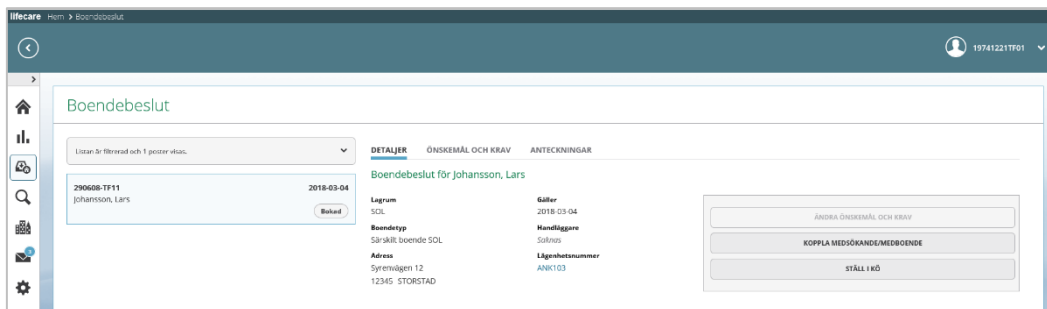 lifecare Hem > Boendebeslut
19741221TF01
Boendebeslut
Listan är filtrerad och 1 poster visas.
290608-TF11 2018-03-04
Johansson, Lars
Bokad
DETALJER ÖNSKEMÅL OCH KRAV ANTECKNINGAR
Boendebeslut för Johansson, Lars
Lagrum Gäller
SOL 2018-03-04
Boendetyp Handläggare
Särskilt boende SOL Saknas
Adress Lägenhetsnummer
Syrenvägen 12 ANK103
12345 STORSTAD
ÄNDRA ÖNSKEMÅL OCH KRAV
KOPPLA MEDSÖKANDE/MEDBOENDE
STÄLL I KÖ